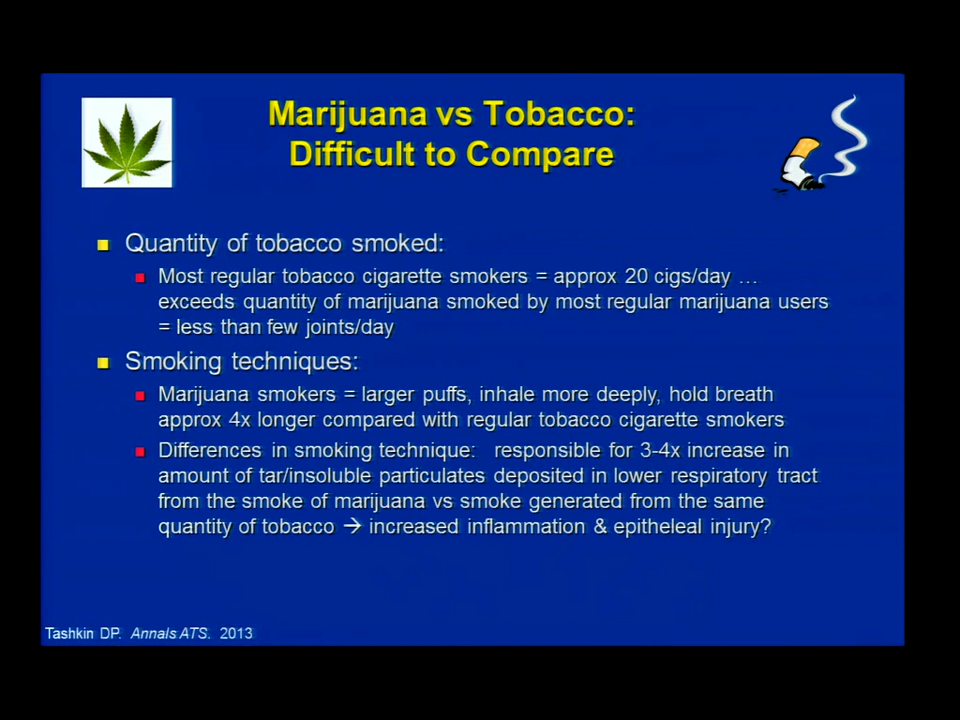 Marijuana vs Tobacco:
Difficult to Compare
Quantity of tobacco smoked:
Most regular tobacco cigarette smokers = approx 20 cigs/day …
exceeds quantity of marijuana smoked by most regular marijuana users
= less than few joints/day
Smoking techniques:
Marijuana smokers = larger puffs, inhale more deeply, hold breath
approx 4x longer compared with regular tobacco cigarette smokers
Differences in smoking technique: responsible for 3-4x increase in
amount of tar/insoluble particulates deposited in lower respiratory tract
from the smoke of marijuana vs smoke generated from the same
quantity of tobacco → increased inflammation & epitheleal injury?
Tashkin DP. Annals ATS. 2013